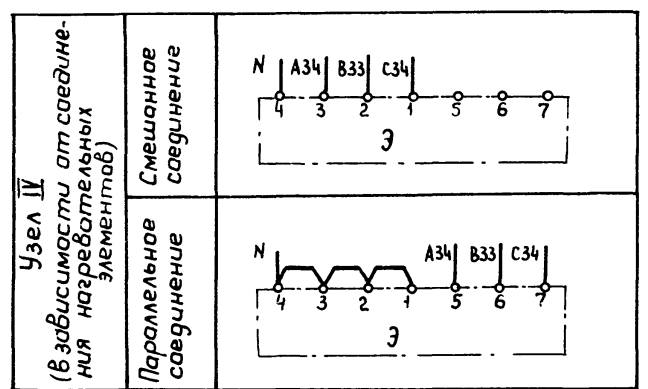 Узел IV
(в зависимости от соедине-
ния нагревательных
элементов)
Смешанное
соединение
N А34 В33 С34
4 3 2 1 5 6 7
Э
Параллельное
соединение
N А34 В33 С34
4 3 2 1 5 6 7
Э